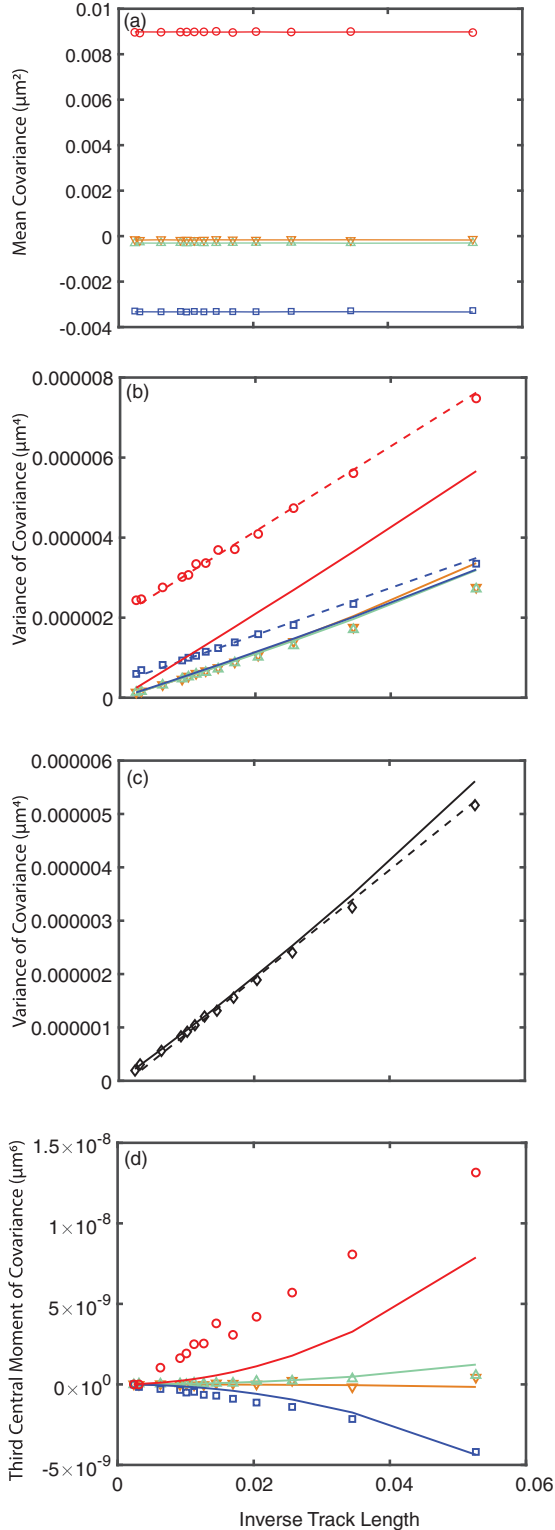 (a)
0.01
0.008
0.006
0.004
0.002
0
-0.002
-0.004
Mean Covariance (µm²)
(b)
0.000008
0.000006
0.000004
0.000002
0
Variance of Covariance (µm⁴)
(c)
0.000006
0.000005
0.000004
0.000003
0.000002
0.000001
0
Variance of Covariance (µm⁴)
(d)
1.5×10⁻⁸
1×10⁻⁸
5×10⁻⁹
0×10⁰
-5×10⁻⁹
Third Central Moment of Covariance (µm⁶)
0 0.02 0.04 0.06
Inverse Track Length